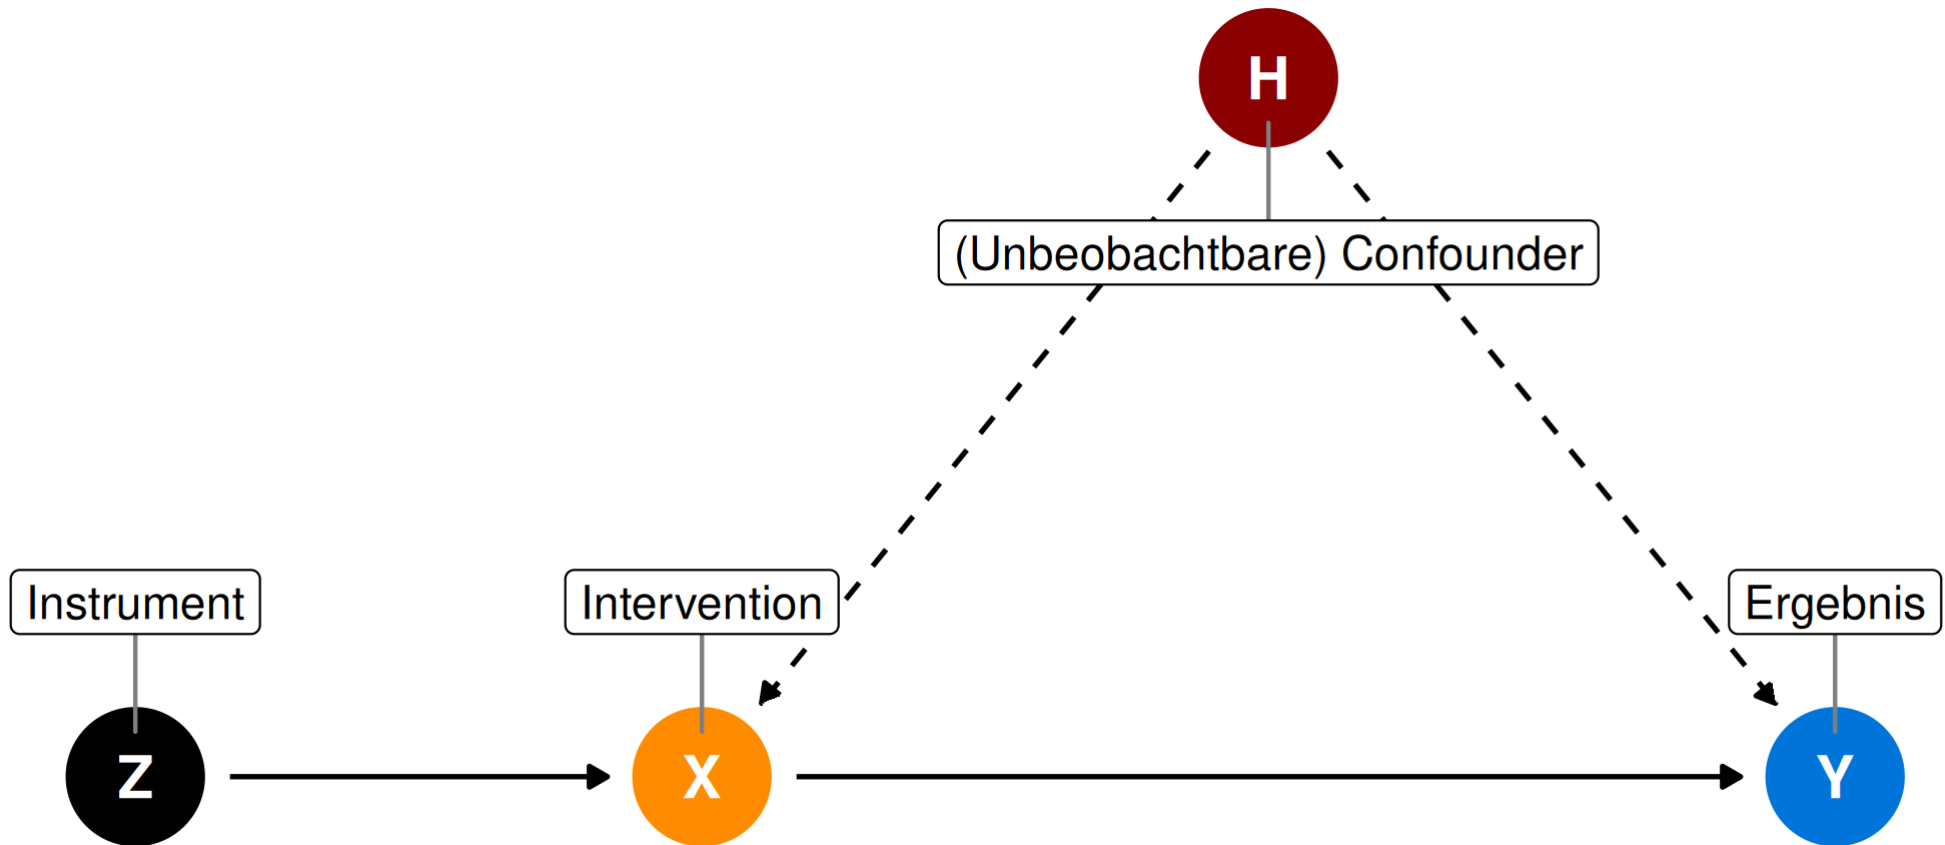 H
(Unbeobachtbare) Confounder
Instrument
Intervention
Ergebnis
Z
X
Y